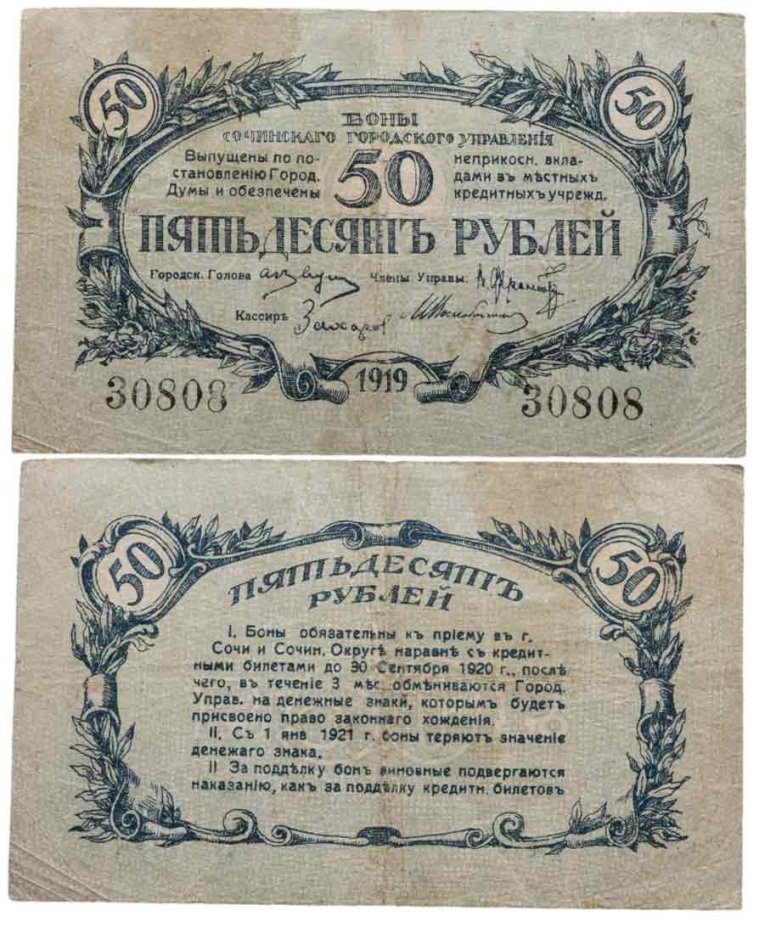 50
50
БОНЫ
СОЧИНСКАГО ГОРОДСКОГО УПРАВЛЕНІЯ
Выпущены по по-
становленію Город.
Думы и обезпечены
50
неприкосн. вкла-
дами въ мѣстныхъ
кредитныхъ учрежд.
ПЯТЬДЕСЯТЪ РУБЛЕЙ
Городск. Голова
Члены Управы:
Кассиръ Захаров
1919
30808
30808
50
50
ПЯТЬДЕСЯТЪ
РУБЛЕЙ
I. Боны обязательны къ пріему въ г.
Сочи и Сочин. Округѣ наравнѣ съ кредит-
ными билетами до 30 Сентября 1920 г., послѣ
чего, въ теченіе 3 мѣс. обмѣниваются Город.
Управ. на денежные знаки, которымъ будетъ
присвоено право законнаго хожденія.
II. Съ 1 янв 1921 г. боны теряютъ значеніе
денежаго знака.
II За поддѣлку бонъ виновные подвергаются
наказанію, какъ за поддѣлку кредитн. билетовъ